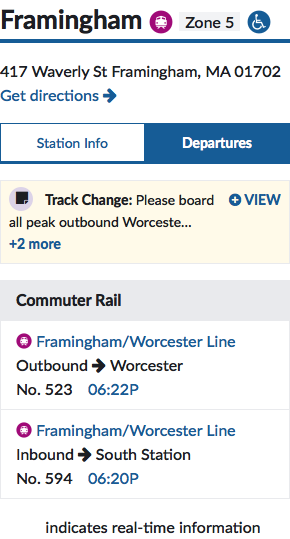 Framingham Zone 5
417 Waverly St Framingham, MA 01702
Get directions
Station Info Departures
Track Change: Please board VIEW
all peak outbound Worceste...
+2 more
Commuter Rail
Framingham/Worcester Line
Outbound → Worcester
No. 523 06:22P
Framingham/Worcester Line
Inbound → South Station
No. 594 06:20P
indicates real-time information